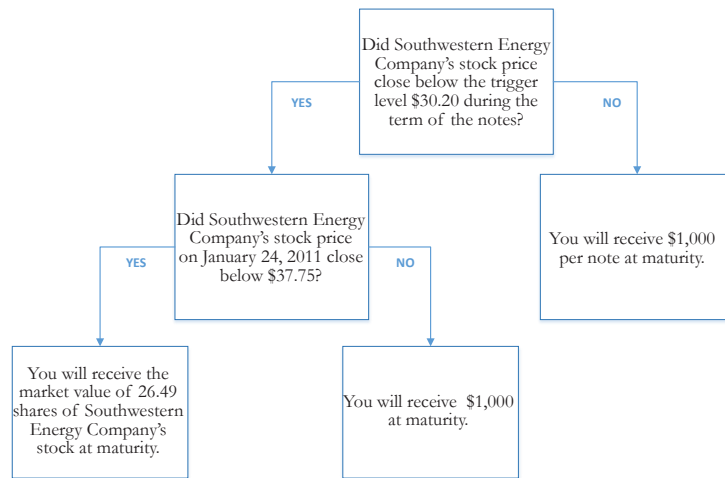 Did Southwestern Energy
Company's stock price
close below the trigger
level $30.20 during the
term of the notes?
YES
NO
Did Southwestern Energy
Company's stock price
on January 24, 2011 close
below $37.75?
You will receive $1,000
per note at maturity.
YES
NO
You will receive the
market value of 26.49
shares of Southwestern
Energy Company's
stock at maturity.
You will receive $1,000
at maturity.